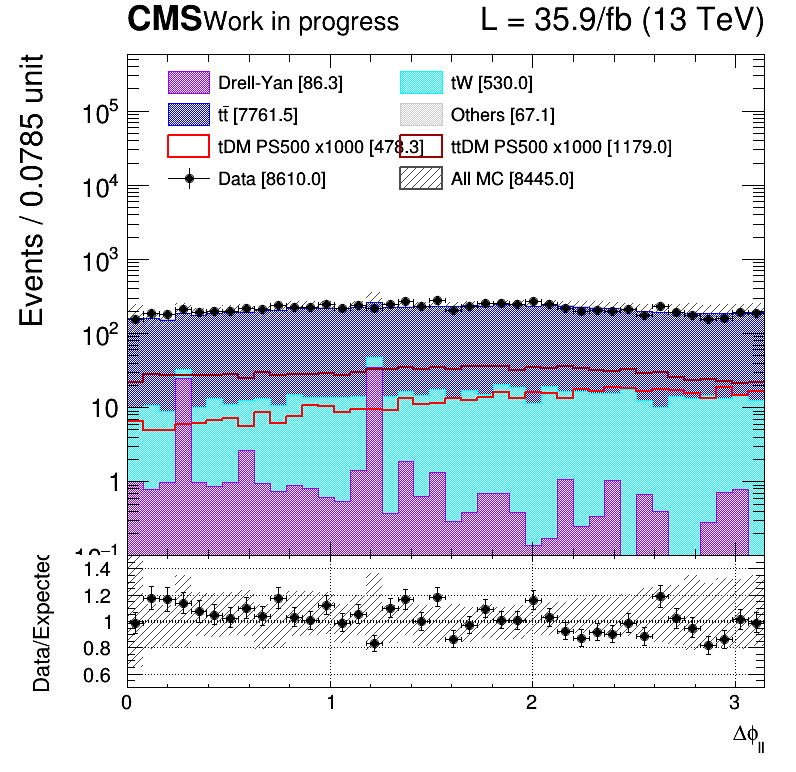 CMS Work in progress L = 35.9/fb (13 TeV)
Events / 0.0785 unit
Drell-Yan [86.3] tW [530.0]
tt̄ [7761.5] Others [67.1]
tDM PS500 x1000 [478.3] ttDM PS500 x1000 [1179.0]
Data [8610.0] All MC [8445.0]
10⁵
10⁴
10³
10²
10
1
10⁻¹
Data/Expected
1.4
1.2
1
0.8
0.6
0 1 2 3
Δϕ_ll